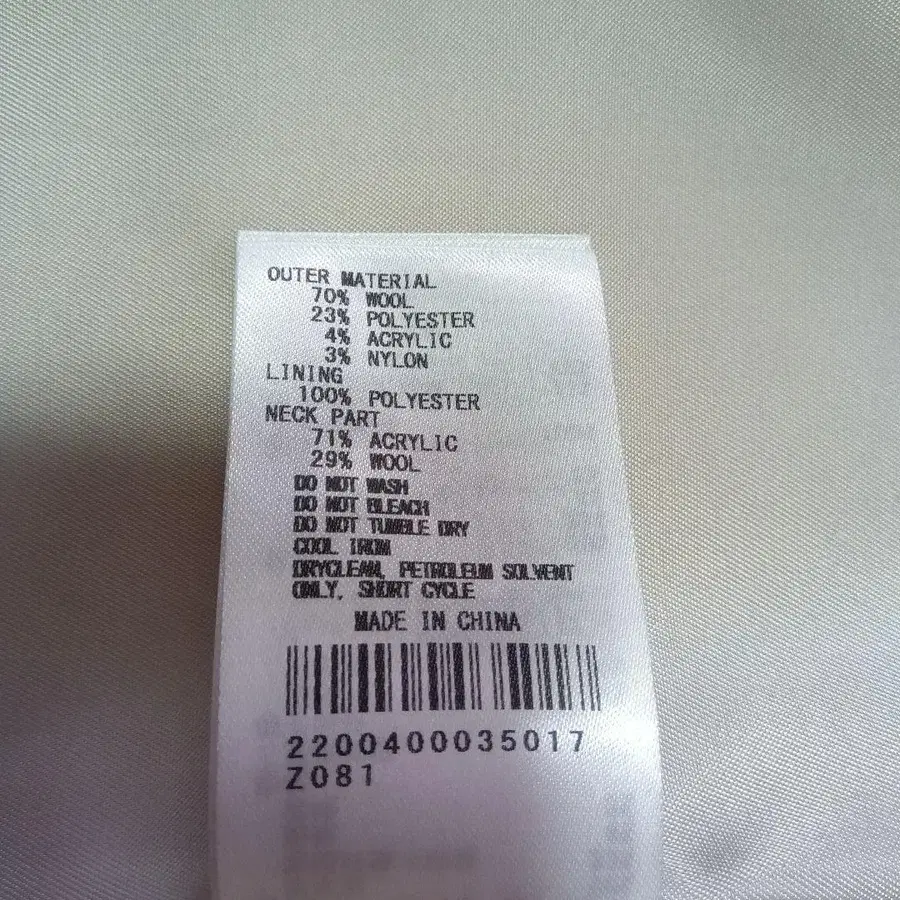 OUTER MATERIAL
70% WOOL
23% POLYESTER
4% ACRYLIC
3% NYLON
LINING
100% POLYESTER
NECK PART
71% ACRYLIC
29% WOOL
DO NOT WASH
DO NOT BLEACH
DO NOT TUMBLE DRY
COOL IRON
DRYCLEAN, PETROLEUM SOLVENT
ONLY, SHORT CYCLE
MADE IN CHINA
2200400035017
Z081